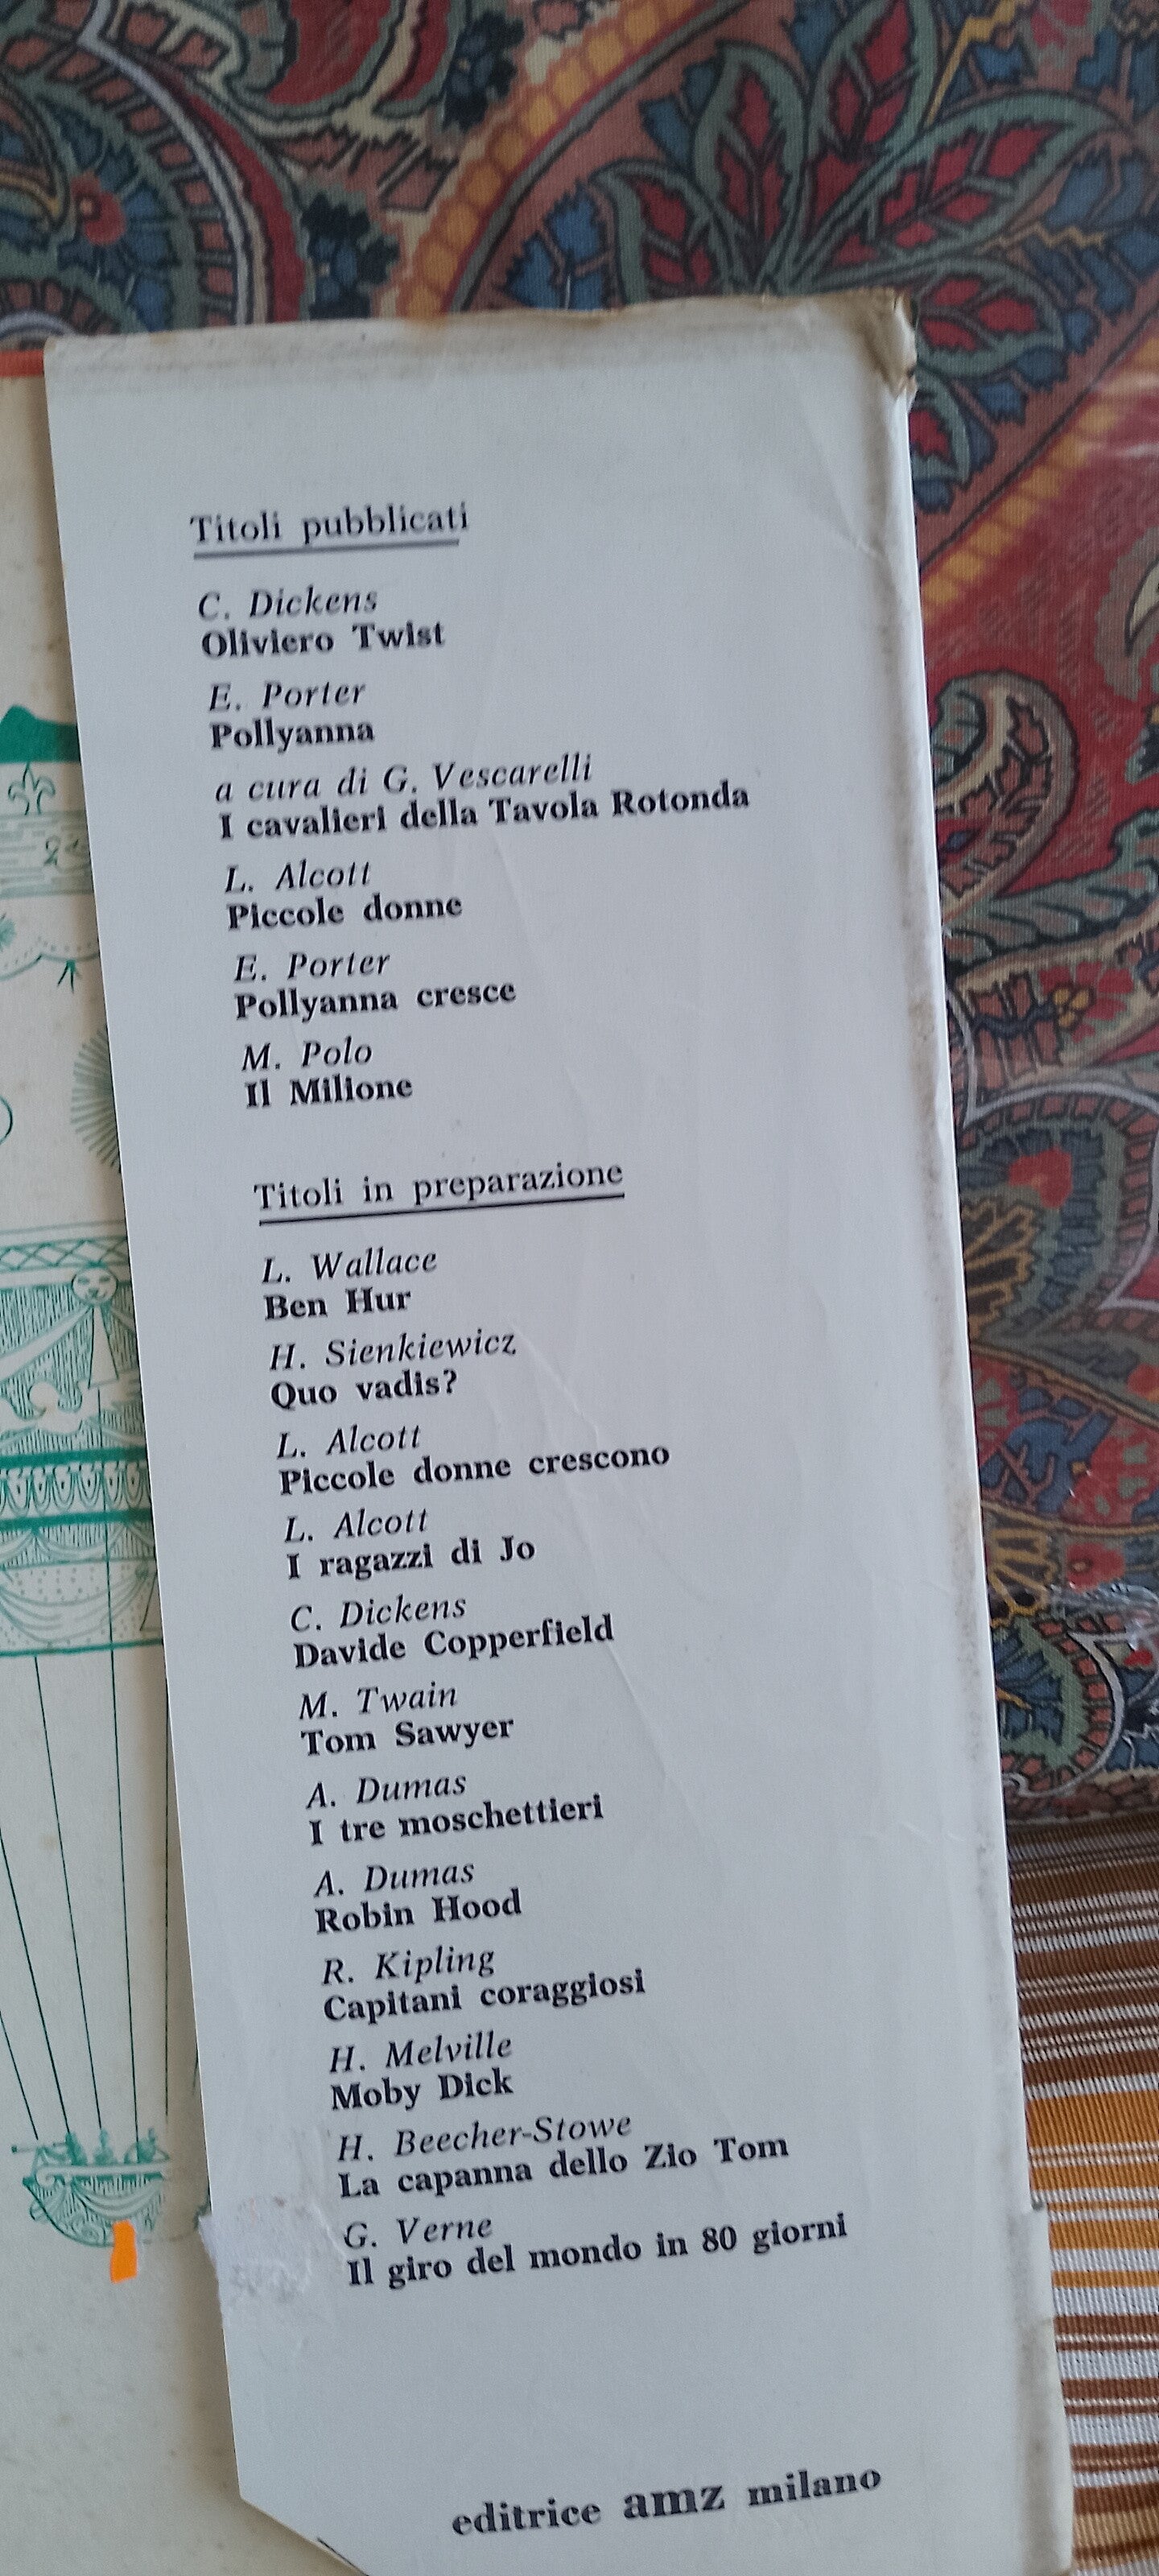 Titoli pubblicati
C. Dickens
Oliviero Twist
E. Porter
Pollyanna
a cura di G. Vescarelli
I cavalieri della Tavola Rotonda
L. Alcott
Piccole donne
E. Porter
Pollyanna cresce
M. Polo
Il Milione
Titoli in preparazione
L. Wallace
Ben Hur
H. Sienkiewicz
Quo vadis?
L. Alcott
Piccole donne crescono
L. Alcott
I ragazzi di Jo
C. Dickens
Davide Copperfield
M. Twain
Tom Sawyer
A. Dumas
I tre moschettieri
A. Dumas
Robin Hood
R. Kipling
Capitani coraggiosi
H. Melville
Moby Dick
H. Beecher-Stowe
La capanna dello Zio Tom
G. Verne
Il giro del mondo in 80 giorni
editrice amz milano